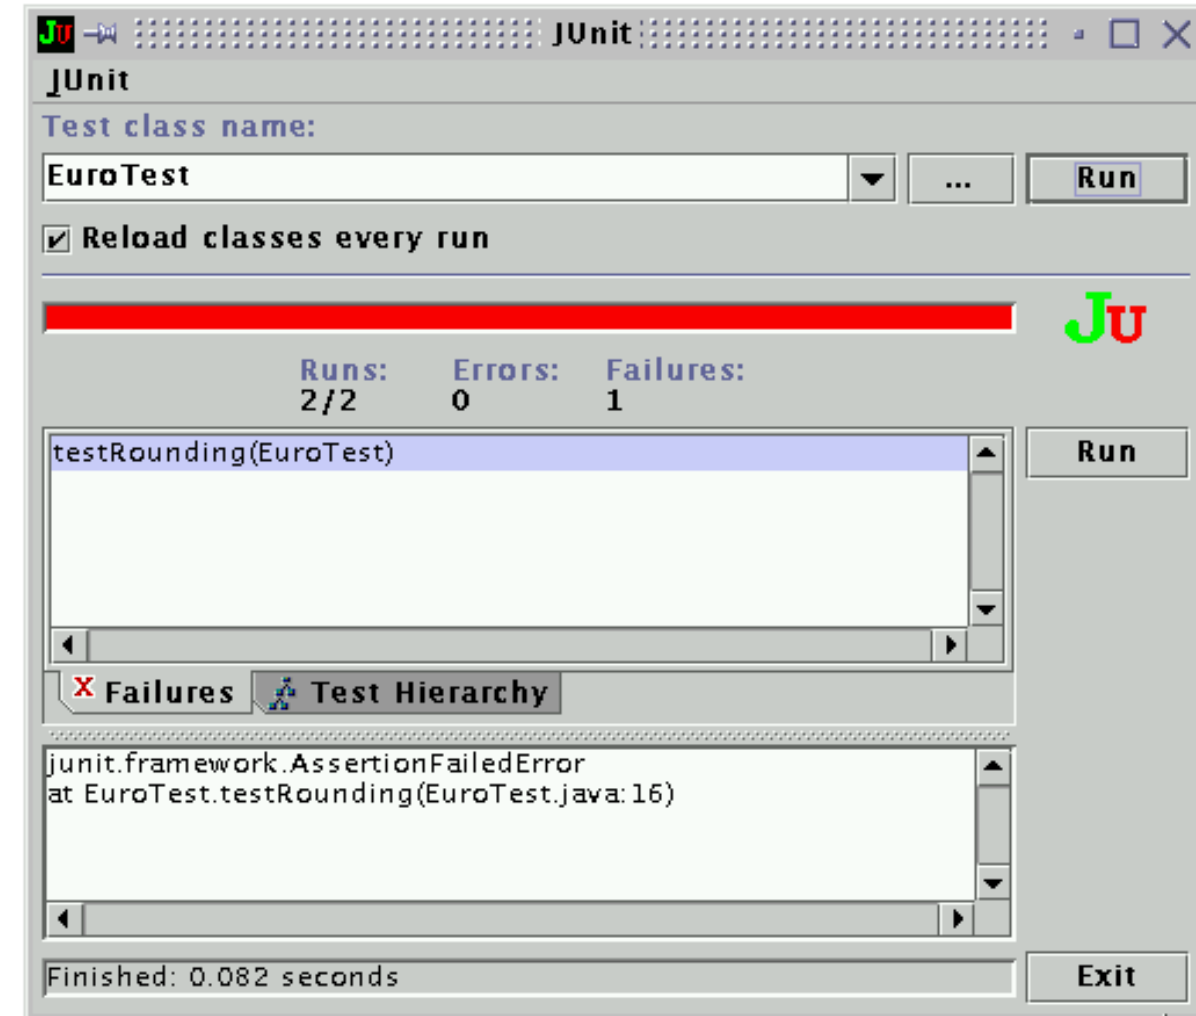 JU JUnit
JUnit
Test class name:
EuroTest ... Run
Reload classes every run
JU
Runs: Errors: Failures:
2/2 0 1
testRounding(EuroTest) Run
X Failures Test Hierarchy
junit.framework.AssertionFailedError
at EuroTest.testRounding(EuroTest.java:16)
Finished: 0.082 seconds Exit